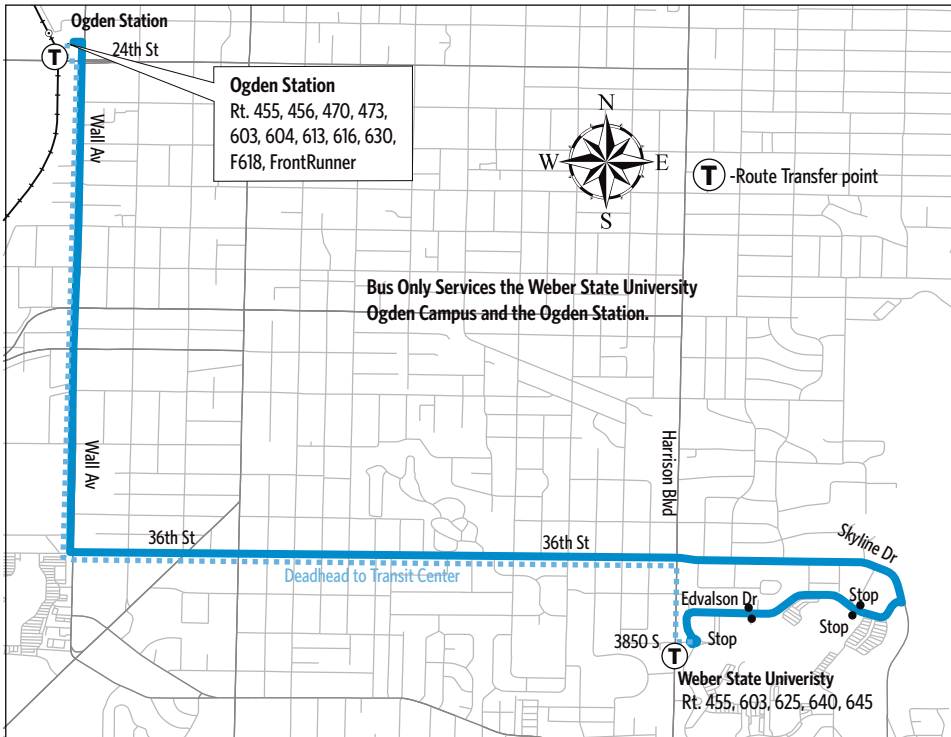 Ogden Station
24th St
T
Ogden Station
Rt. 455, 456, 470, 473,
603, 604, 613, 616, 630,
F618, FrontRunner
N
W E
S
T -Route Transfer point
Wall Av
Bus Only Services the Weber State University
Ogden Campus and the Ogden Station.
Wall Av
Harrison Blvd
36th St
36th St
Skyline Dr
Deadhead to Transit Center
Edvalson Dr
Stop
Stop
3850 S
Stop
T
Weber State Univeristy
Rt. 455, 603, 625, 640, 645